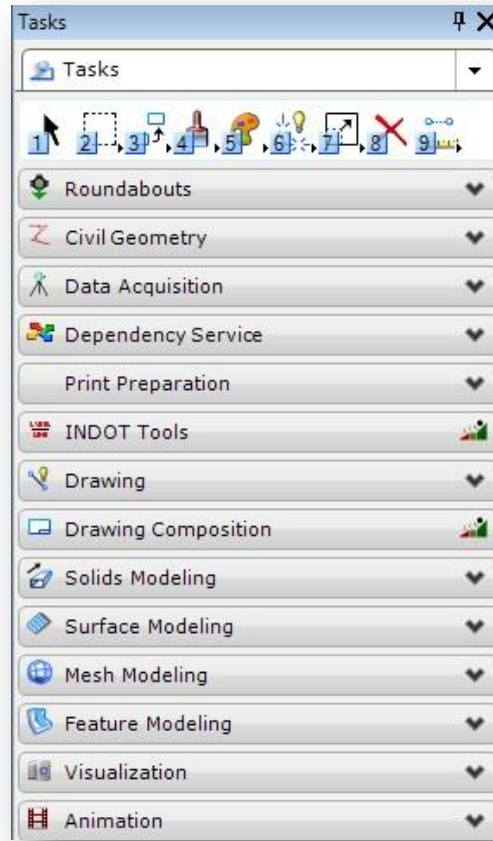 Tasks
Tasks
1 2 3 4 5 6 7 8 9
Roundabouts
Civil Geometry
Data Acquisition
Dependency Service
Print Preparation
INDOT Tools
Drawing
Drawing Composition
Solids Modeling
Surface Modeling
Mesh Modeling
Feature Modeling
Visualization
Animation